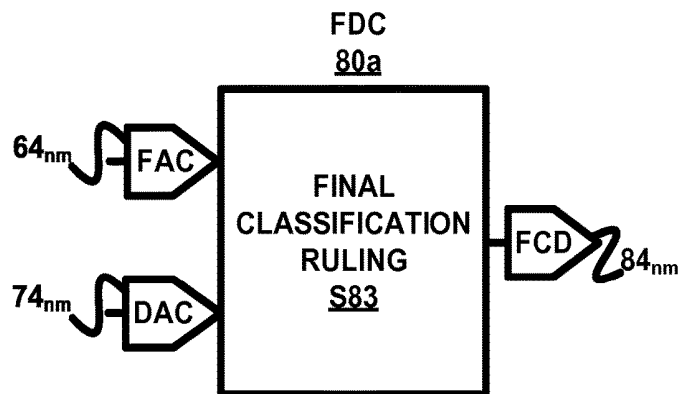 FDC
80a
64nm
FAC
FINAL
CLASSIFICATION
RULING
S83
FCD
84nm
74nm
DAC